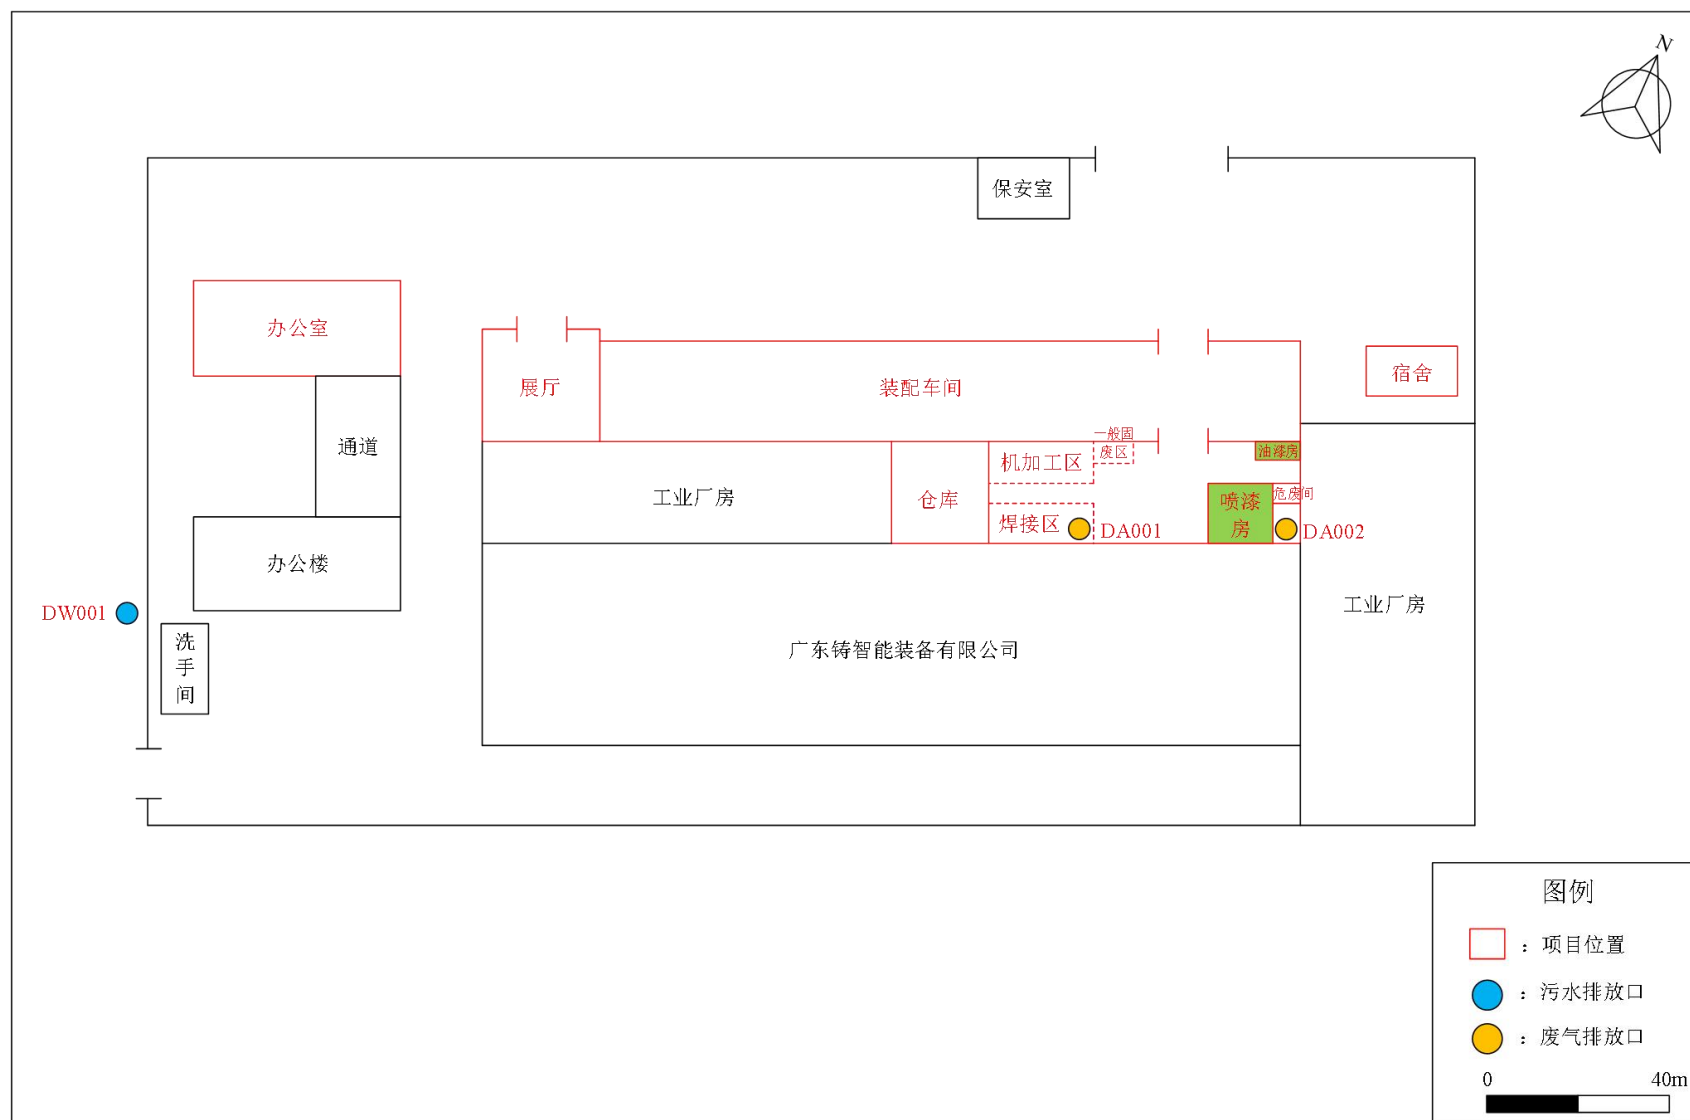 N
保安室
办公室
展厅
装配车间
宿舍
通道
一般固
废区
机加工区
油漆房
工业厂房
仓库
喷漆
房
危废间
焊接区
DA001
DA002
办公楼
DW001
工业厂房
洗
手
间
广东铸智能装备有限公司
图例
：项目位置
：污水排放口
：废气排放口
0
40m